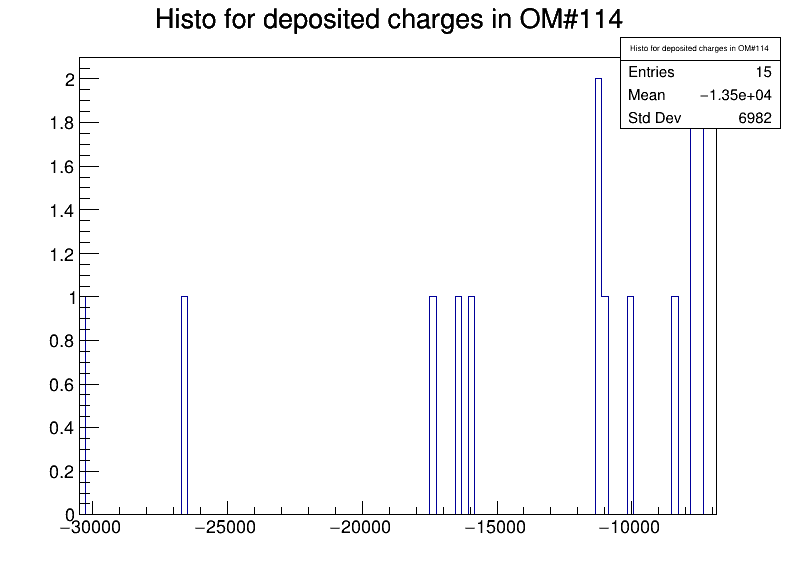 Histo for deposited charges in OM#114
Histo for deposited charges in OM#114
Entries 15
Mean −1.35e+04
Std Dev 6982
2
1.8
1.6
1.4
1.2
1
0.8
0.6
0.4
0.2
0
−30000 −25000 −20000 −15000 −10000